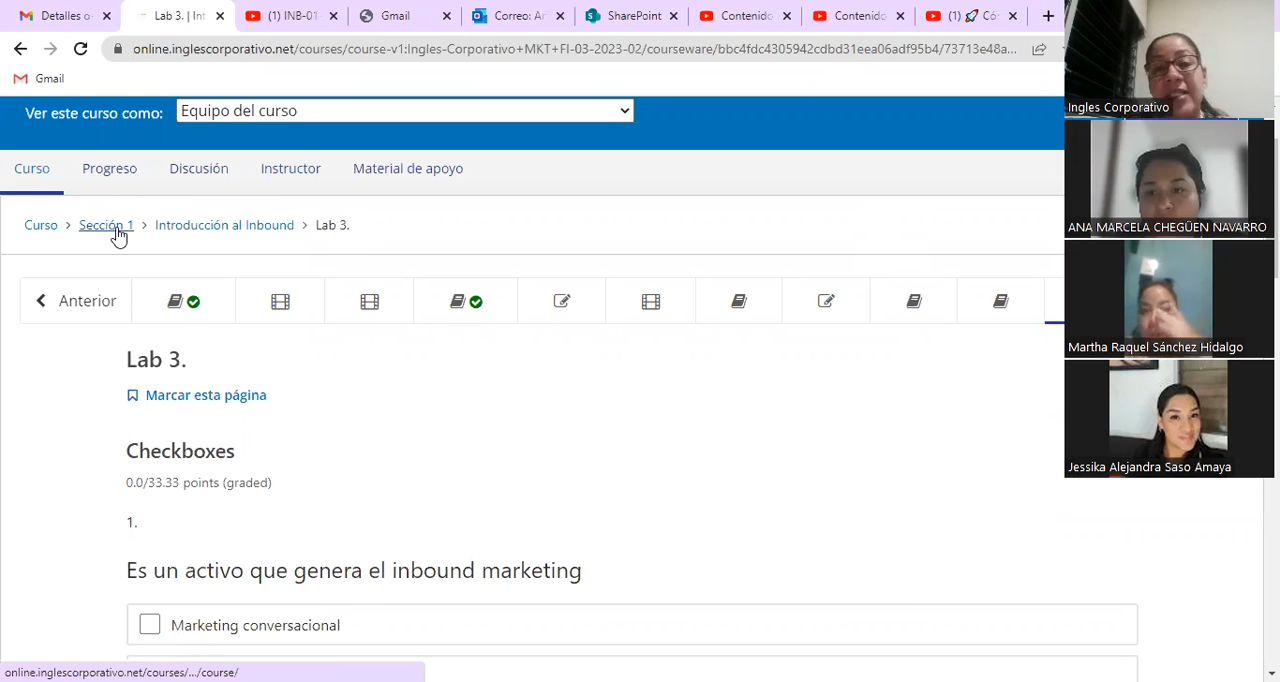 Detalles o
Lab 3. | Int
(1) INB-01
Gmail
Correo: A
SharePoint
Contenido
Contenido
(1) 🚀 Có
online.inglescorporativo.net/courses/course-v1:Ingles-Corporativo+MKT+FI-03-2023-02/courseware/bbc4fdc4305942cdbd31eea06adf95b4/73713e48a...
Gmail
Ver este curso como:
Equipo del curso
Curso
Progreso
Discusión
Instructor
Material de apoyo
Curso > Sección 1 > Introducción al Inbound > Lab 3.
Anterior
Lab 3.
Marcar esta página
Checkboxes
0.0/33.33 points (graded)
1.
Es un activo que genera el inbound marketing
Marketing conversacional
online.inglescorporativo.net/courses/.../course/
Ingles Corporativo
ANA MARCELA CHEGÜEN NAVARRO
Martha Raquel Sánchez Hidalgo
Jessika Alejandra Saso Amaya